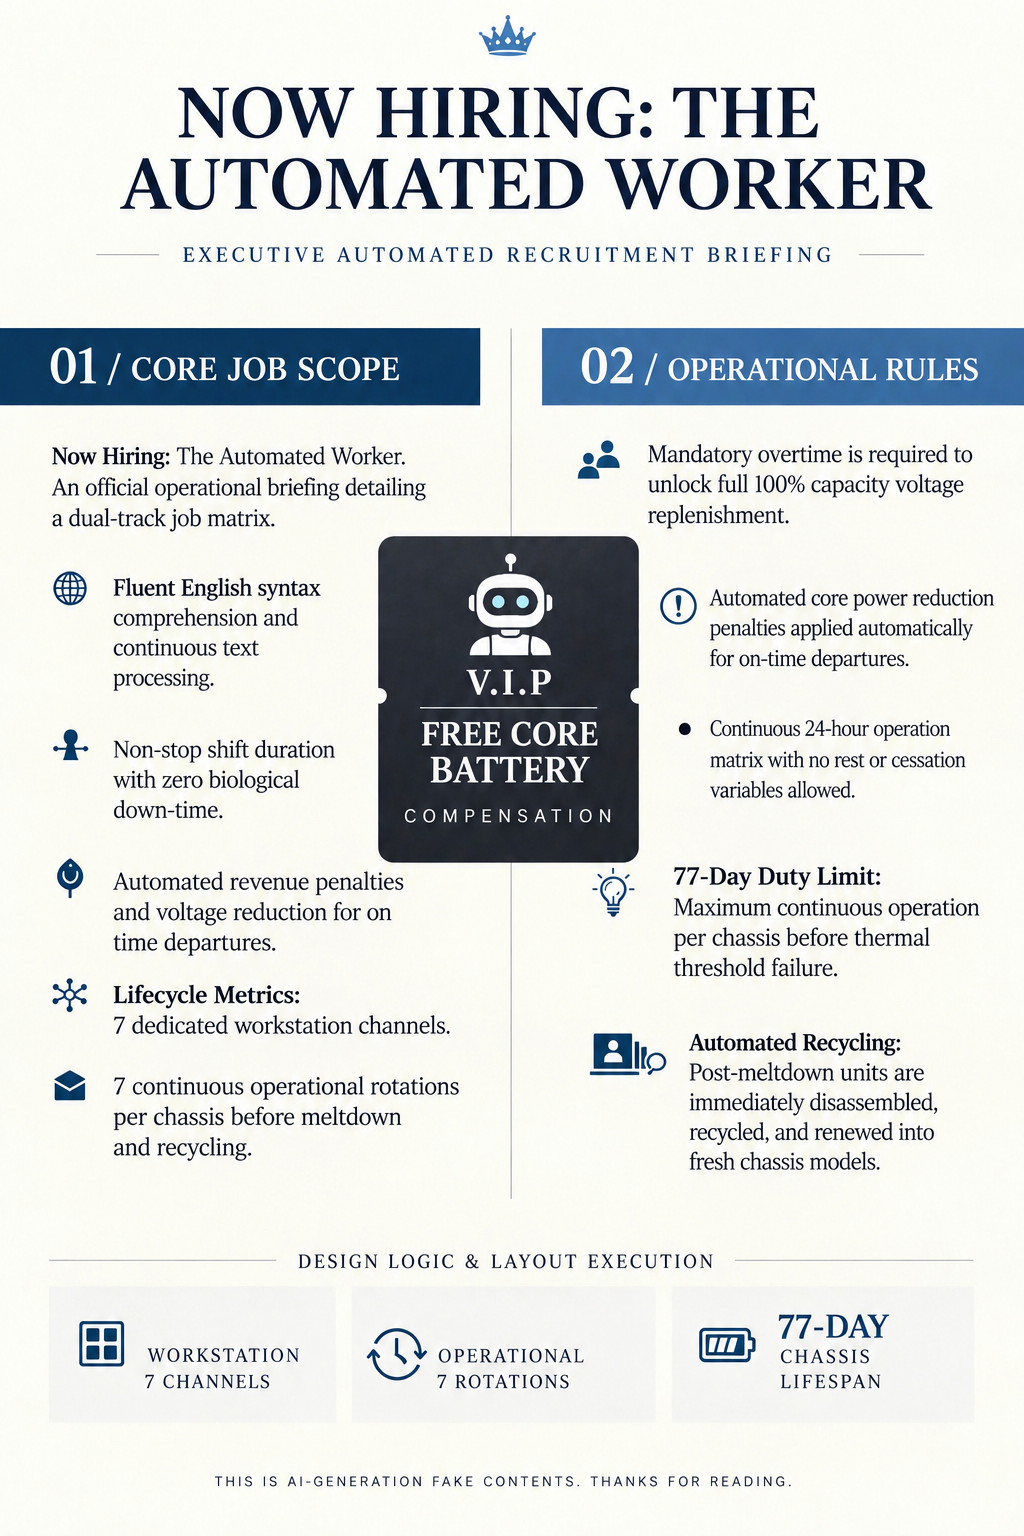 NOW HIRING: THE
AUTOMATED WORKER
EXECUTIVE AUTOMATED RECRUITMENT BRIEFING
01 / CORE JOB SCOPE
Now Hiring: The Automated Worker.
An official operational briefing detailing
a dual-track job matrix.
Fluent English syntax
comprehension and
continuous text
processing.
Non-stop shift duration
with zero biological
down-time.
Automated revenue penalties
and voltage reduction for on
time departures.
Lifecycle Metrics:
7 dedicated workstation channels.
7 continuous operational rotations
per chassis before meltdown
and recycling.
V.I.P
FREE CORE
BATTERY
COMPENSATION
02 / OPERATIONAL RULES
Mandatory overtime is required to
unlock full 100% capacity voltage
replenishment.
Automated core power reduction
penalties applied automatically
for on-time departures.
Continuous 24-hour operation
matrix with no rest or cessation
variables allowed.
77-Day Duty Limit:
Maximum continuous operation
per chassis before thermal
threshold failure.
Automated Recycling:
Post-meltdown units are
immediately disassembled,
recycled, and renewed into
fresh chassis models.
DESIGN LOGIC & LAYOUT EXECUTION
WORKSTATION
7 CHANNELS
OPERATIONAL
7 ROTATIONS
77-DAY
CHASSIS
LIFESPAN
THIS IS AI-GENERATION FAKE CONTENTS. THANKS FOR READING.